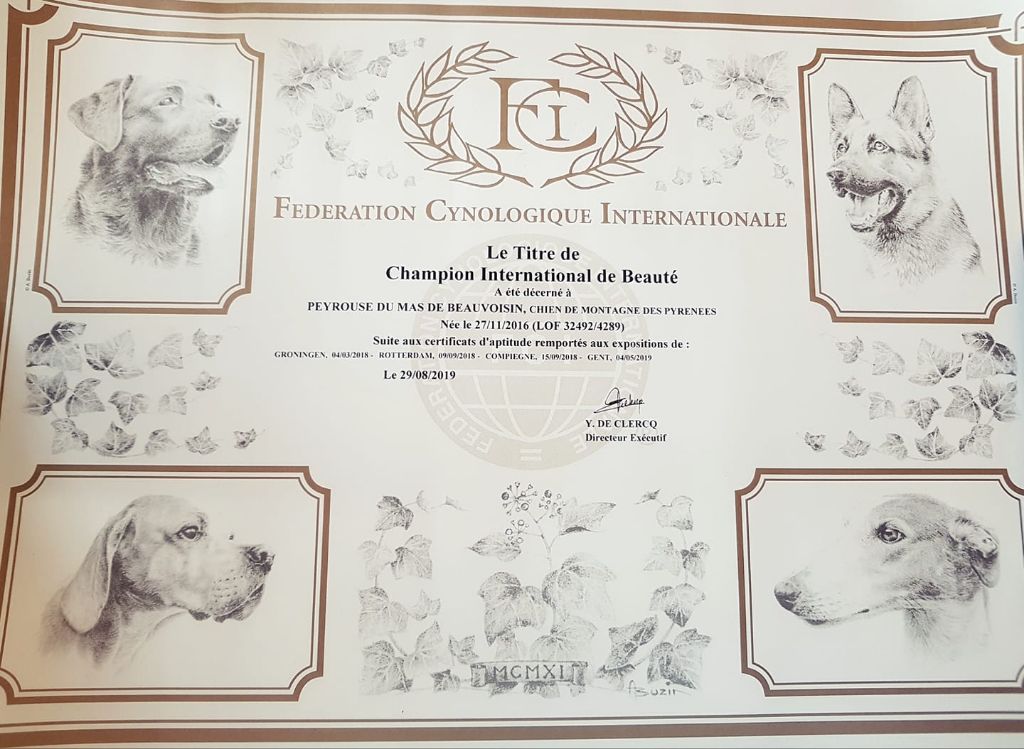 FCI
FEDERATION CYNOLOGIQUE INTERNATIONALE
Le Titre de
Champion International de Beauté
A été décerné à
PEYROUSE DU MAS DE BEAUVOISIN, CHIEN DE MONTAGNE DES PYRENEES
Née le 27/11/2016 (LOF 32492/4289)
Suite aux certificats d'aptitude remportés aux expositions de :
GRONINGEN, 04/03/2018 - ROTTERDAM, 09/09/2018 - COMPIEGNE, 15/09/2018 - GENT, 04/05/2019
Le 29/08/2019
Y. DE CLERCQ
Directeur Exécutif
MCMXI